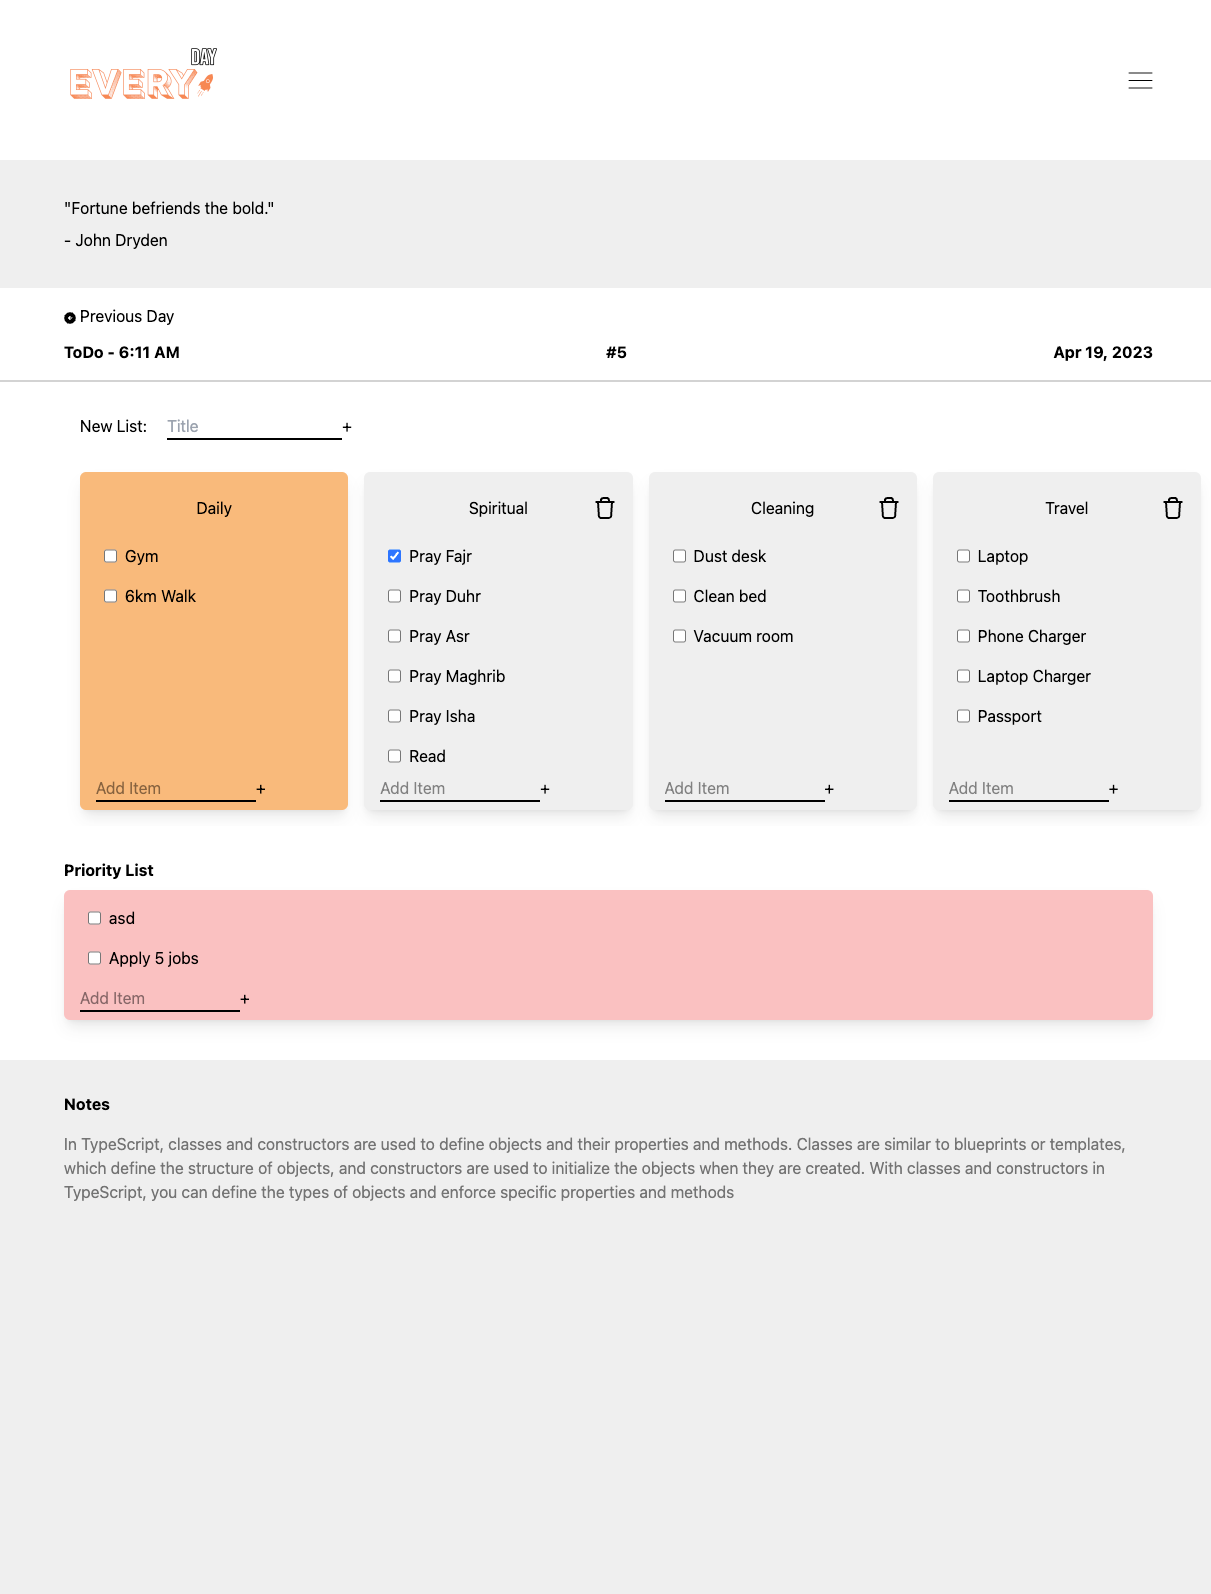 DAY
EVERY
"Fortune befriends the bold."
- John Dryden
Previous Day
ToDo - 6:11 AM #5 Apr 19, 2023
New List: Title +
Daily Spiritual Cleaning Travel
Gym Pray Fajr Dust desk Laptop
6km Walk Pray Duhr Clean bed Toothbrush
Pray Asr Vacuum room Phone Charger
Pray Maghrib Laptop Charger
Pray Isha Passport
Read
Add Item + Add Item + Add Item + Add Item +
Priority List
asd
Apply 5 jobs
Add Item +
Notes
In TypeScript, classes and constructors are used to define objects and their properties and methods. Classes are similar to blueprints or templates,
which define the structure of objects, and constructors are used to initialize the objects when they are created. With classes and constructors in
TypeScript, you can define the types of objects and enforce specific properties and methods